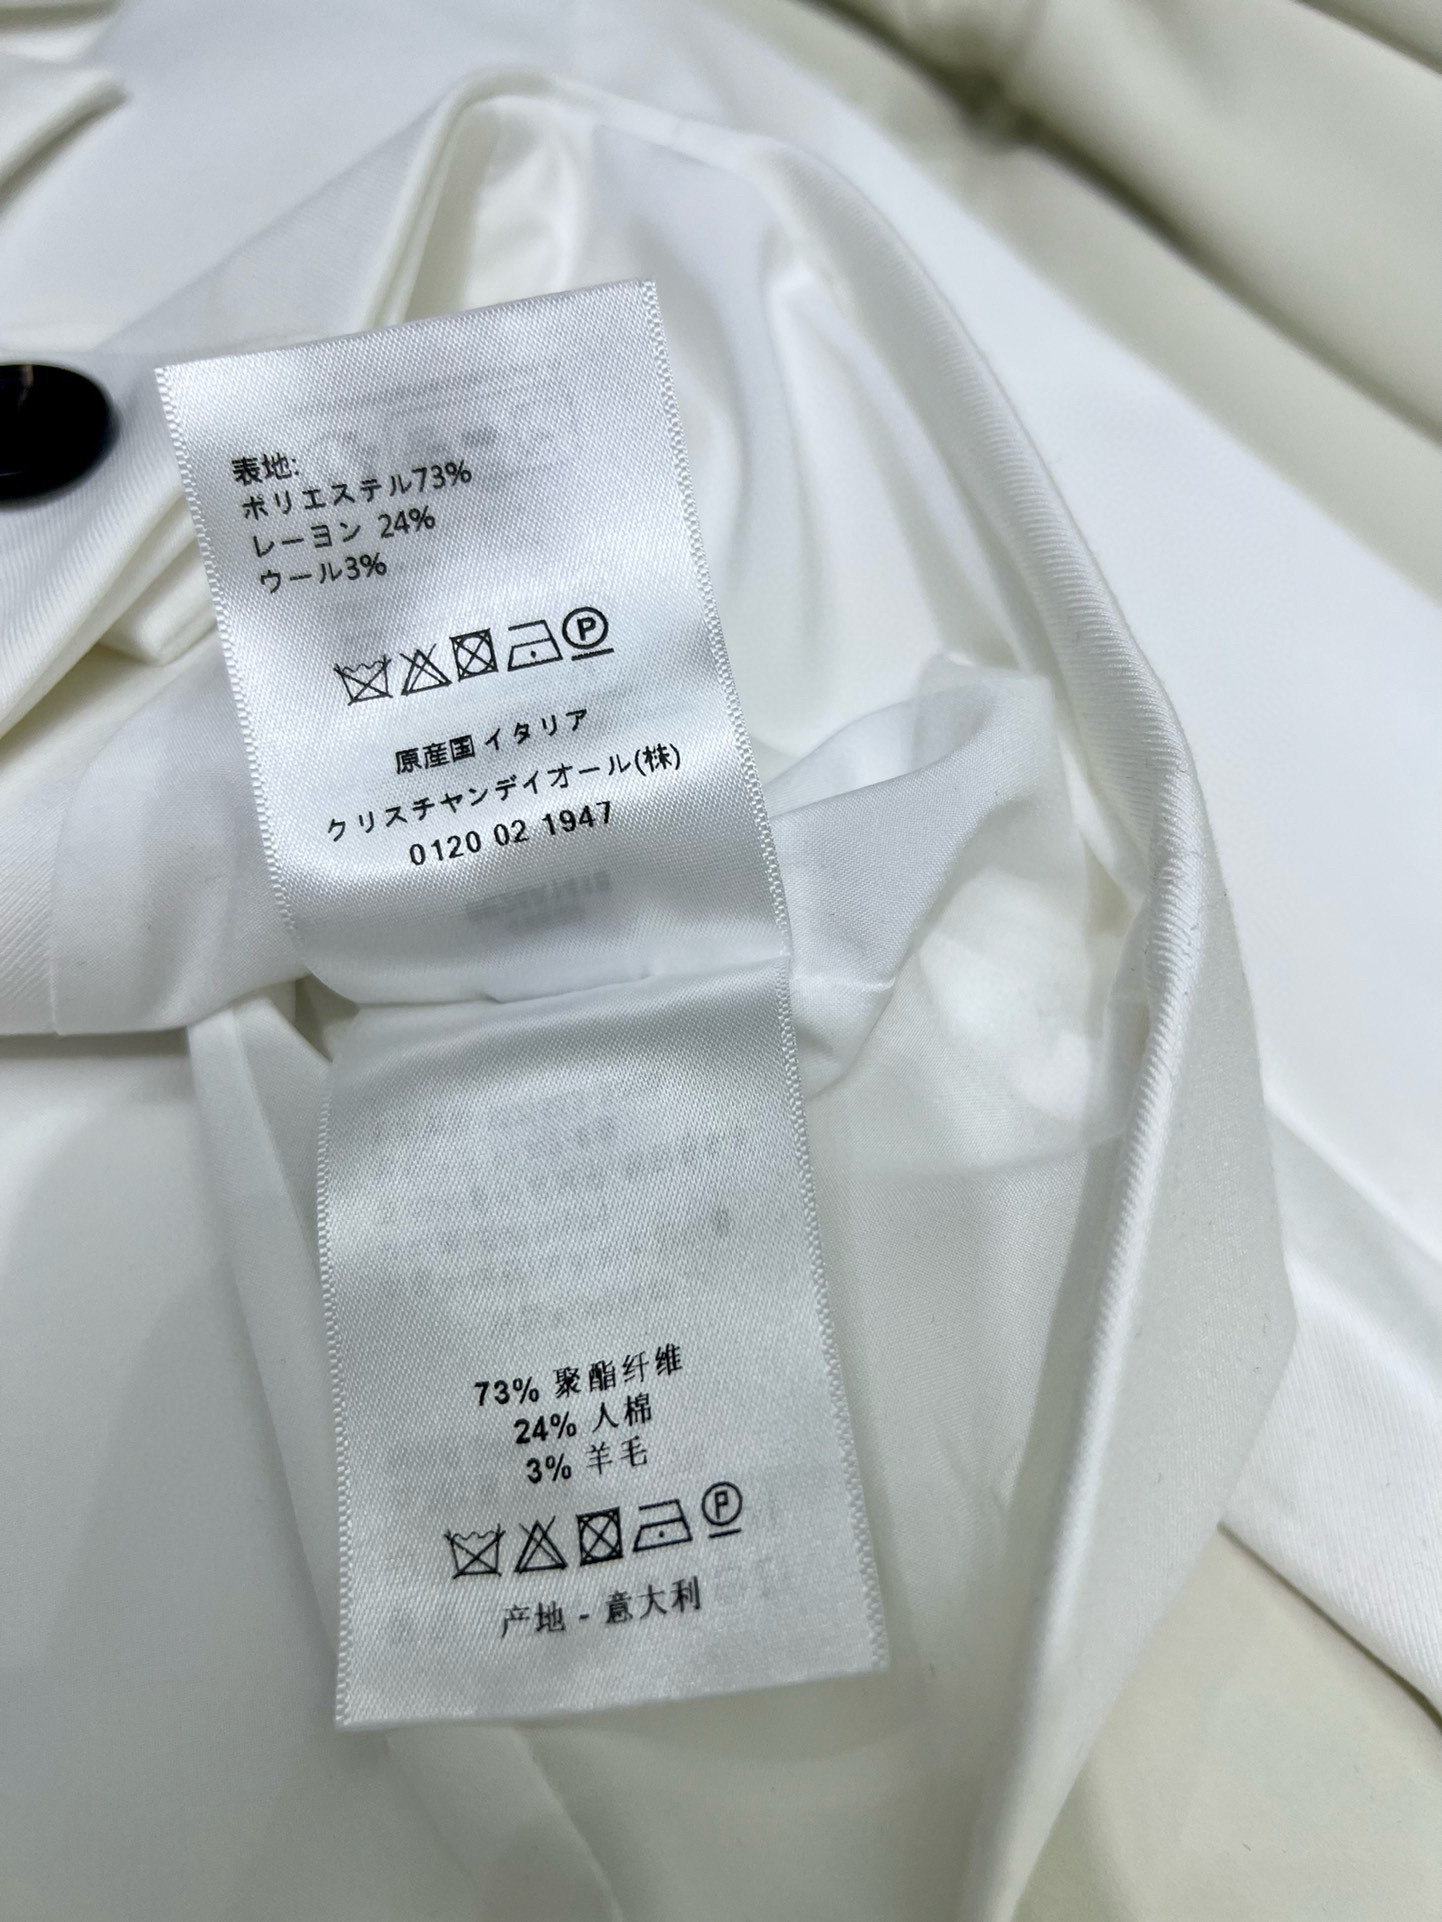 表地:
ポリエステル73%
レーヨン 24%
ウール3%
P
原産国 イタリア
クリスチャンディオール(株)
0120 02 1947
73% 聚酯纤维
24% 人棉
3% 羊毛
P
产地 - 意大利